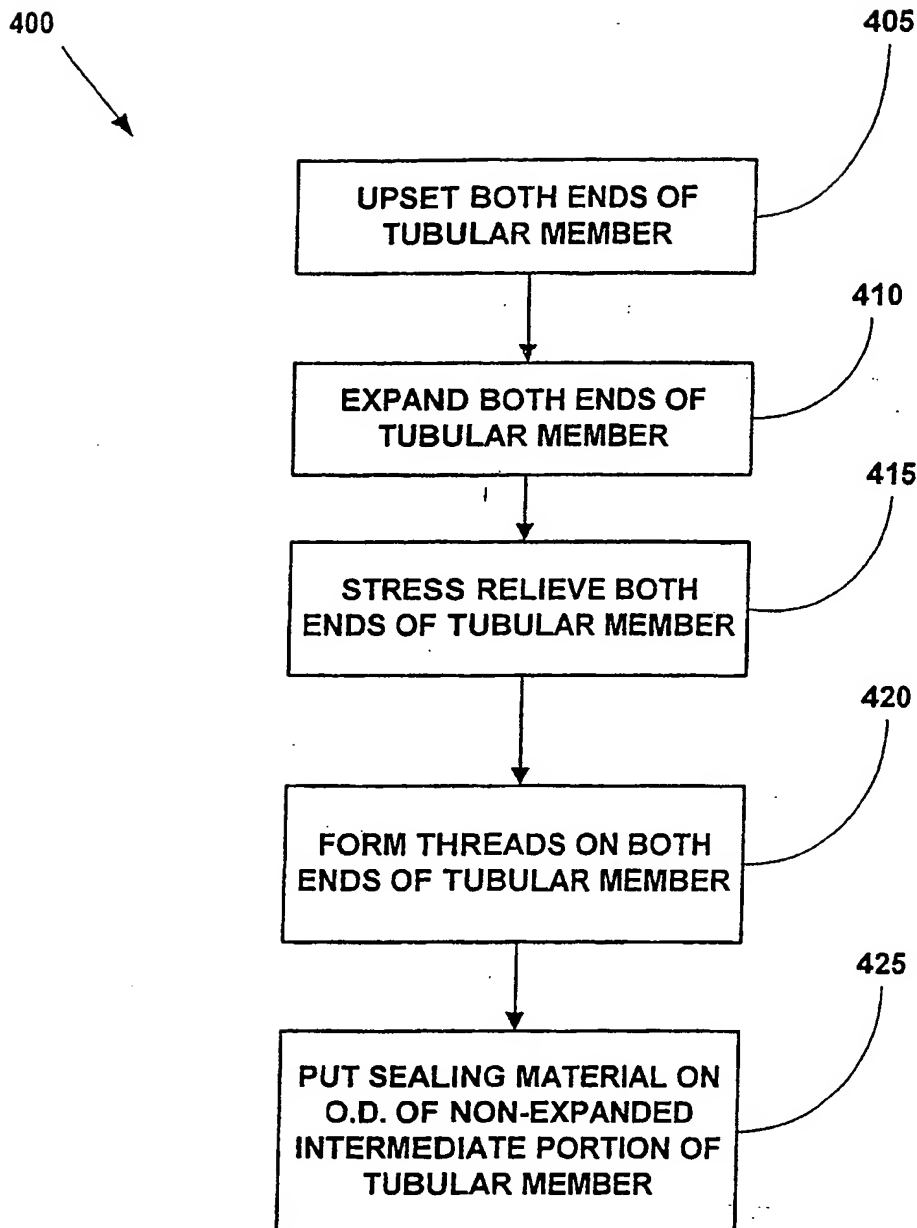 400
405
UPSET BOTH ENDS OF
TUBULAR MEMBER
410
EXPAND BOTH ENDS OF
TUBULAR MEMBER
415
STRESS RELIEVE BOTH
ENDS OF TUBULAR MEMBER
420
FORM THREADS ON BOTH
ENDS OF TUBULAR MEMBER
425
PUT SEALING MATERIAL ON
O.D. OF NON-EXPANDED
INTERMEDIATE PORTION OF
TUBULAR MEMBER